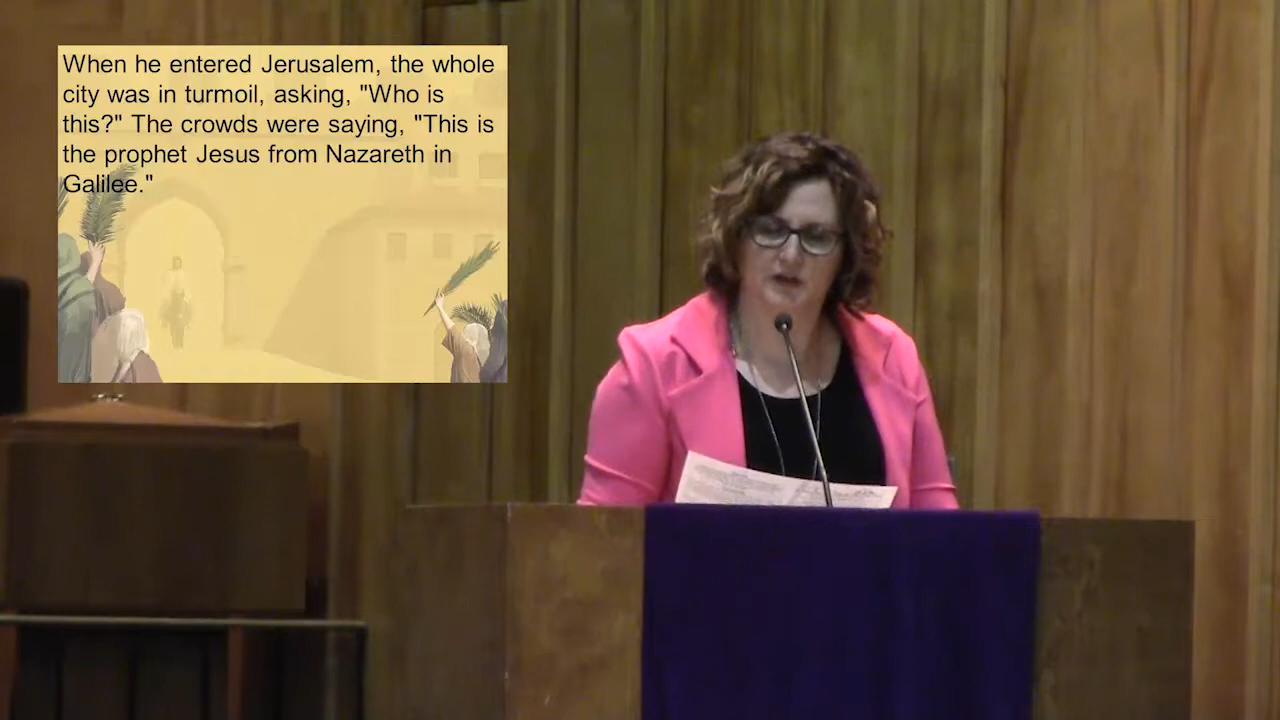 When he entered Jerusalem, the whole
city was in turmoil, asking, "Who is
this?" The crowds were saying, "This is
the prophet Jesus from Nazareth in
Galilee."